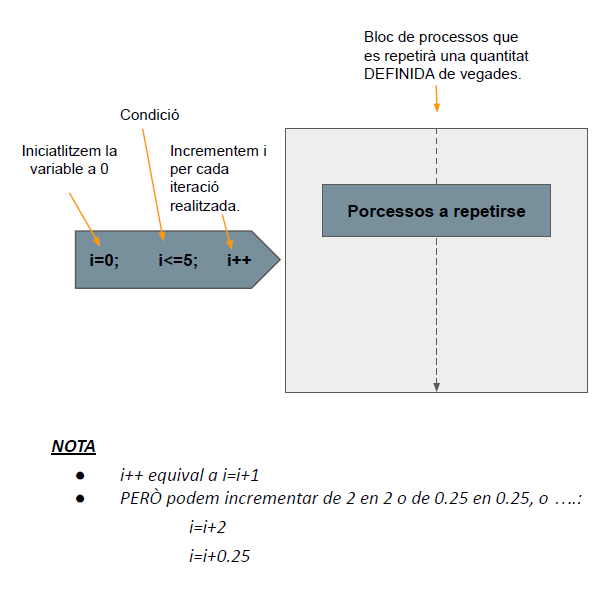 Bloc de processos que
es repetirà una quantitat
DEFINIDA de vegades.
Condició
Iniciatlitzem la
variable a 0
Incrementem i
per cada
iteració
realitzada.
i=0; i<=5; i++
Porcessos a repetirse
NOTA
● i++ equival a i=i+1
● PERÒ podem incrementar de 2 en 2 o de 0.25 en 0.25, o ….:
i=i+2
i=i+0.25